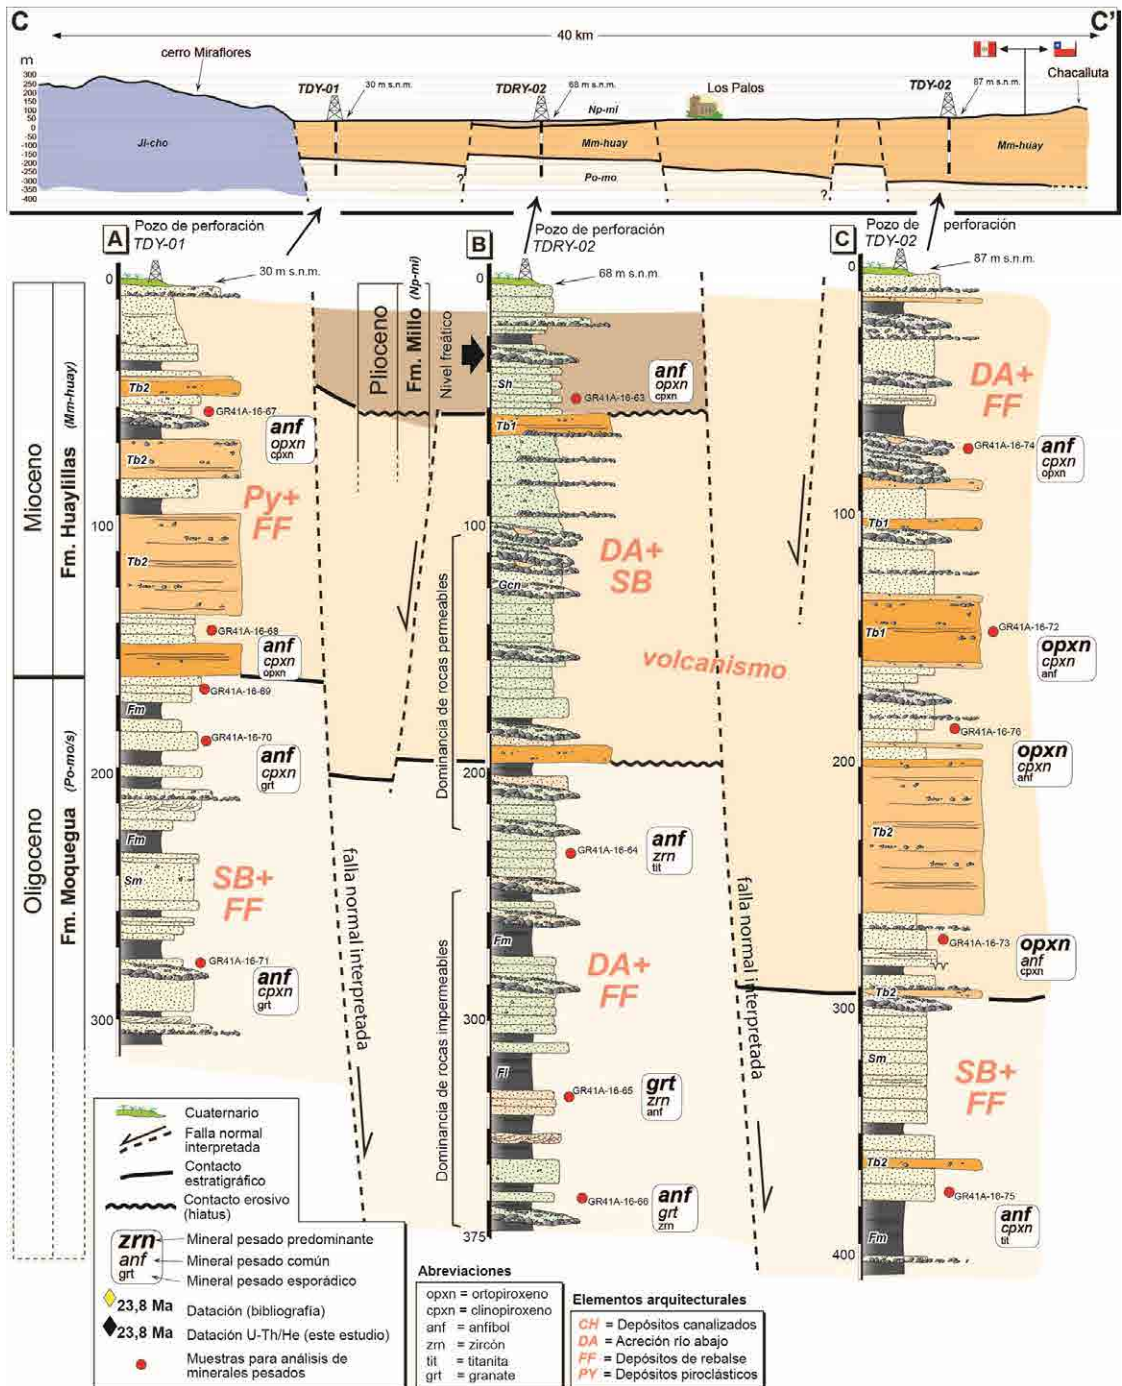 C
C'
40 km
cerro Miraflores
Chacalluta
m
300
250
200
150
100
50
0
-50
-100
-150
-200
-250
-300
-350
-400
TDY-01
30 m s.n.m.
TDRY-02
68 m s.n.m.
Los Palos
TDY-02
87 m s.n.m.
Np-mi
Ji-cho
Mm-huay
Mm-huay
Po-mo
?
?
A
Pozo de perforación
TDY-01
30 m s.n.m.
B
Pozo de perforación
TDRY-02
68 m s.n.m.
C
Pozo de perforación
TDY-02
87 m s.n.m.
Mioceno
Fm. Huaylillas (Mm-huay)
Oligoceno
Fm. Moquegua (Po-mo/s)
0
100
200
300
Tb2
GR41A-16-67
anf
opxn
cpxn
Tb2
Py+
FF
Tb2
GR41A-16-68
anf
cpxn
opxn
GR41A-16-69
Fm
GR41A-16-70
anf
cpxn
grt
Fm
Sm
SB+
FF
GR41A-16-71
anf
cpxn
grt
Plioceno
Fm. Millo (Np-mi)
Nivel freático
falla normal interpretada
Dominancia de rocas permeables
Dominancia de rocas impermeables
0
100
200
300
375
Sh
GR41A-16-63
anf
opxn
cpxn
Tb1
Gcn
DA+
SB
volcanismo
GR41A-16-64
anf
zrn
tit
Fm
DA+
FF
Fl
GR41A-16-65
grt
zrn
anf
GR41A-16-66
anf
grt
zrn
falla normal interpretada
0
100
200
300
400
DA+
FF
GR41A-16-74
anf
cpxn
opxn
Tb1
Tb1
GR41A-16-72
opxn
cpxn
anf
GR41A-16-76
opxn
cpxn
anf
Tb2
GR41A-16-73
opxn
anf
cpxn
Tb2
Sm
SB+
FF
Tb2
GR41A-16-75
anf
cpxn
tit
Fm
Cuaternario
Falla normal
interpretada
Contacto
estratigráfico
Contacto erosivo
(hiatus)
zrn
Mineral pesado predominante
anf
Mineral pesado común
grt
Mineral pesado esporádico
23,8 Ma Datación (bibliografía)
23,8 Ma Datación U-Th/He (este estudio)
Muestras para análisis de
minerales pesados
Abreviaciones
opxn = ortopiroxeno
cpxn = clinopiroxeno
anf = anfíbol
zrn = zircón
tit = titanita
grt = granate
Elementos arquitecturales
CH = Depósitos canalizados
DA = Acreción río abajo
FF = Depósitos de rebalse
PY = Depósitos piroclásticos